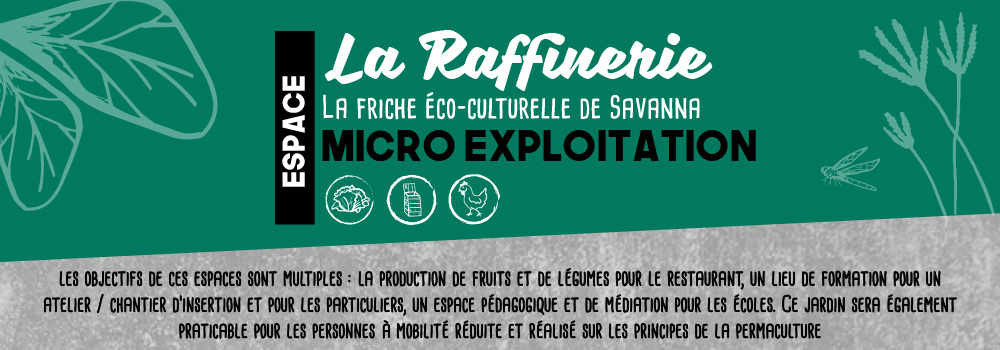 ESPACE
La Raffinerie
La friche éco-culturelle de Savanna
MICRO EXPLOITATION
les objectifs de ces espaces sont multiples : la production de fruits et de légumes pour le restaurant, un lieu de formation pour un
atelier / chantier d'insertion et pour les particuliers, un espace pédagogique et de médiation pour les écoles. Ce jardin sera également
praticable pour les personnes à mobilité réduite et réalisé sur les principes de la permaculture